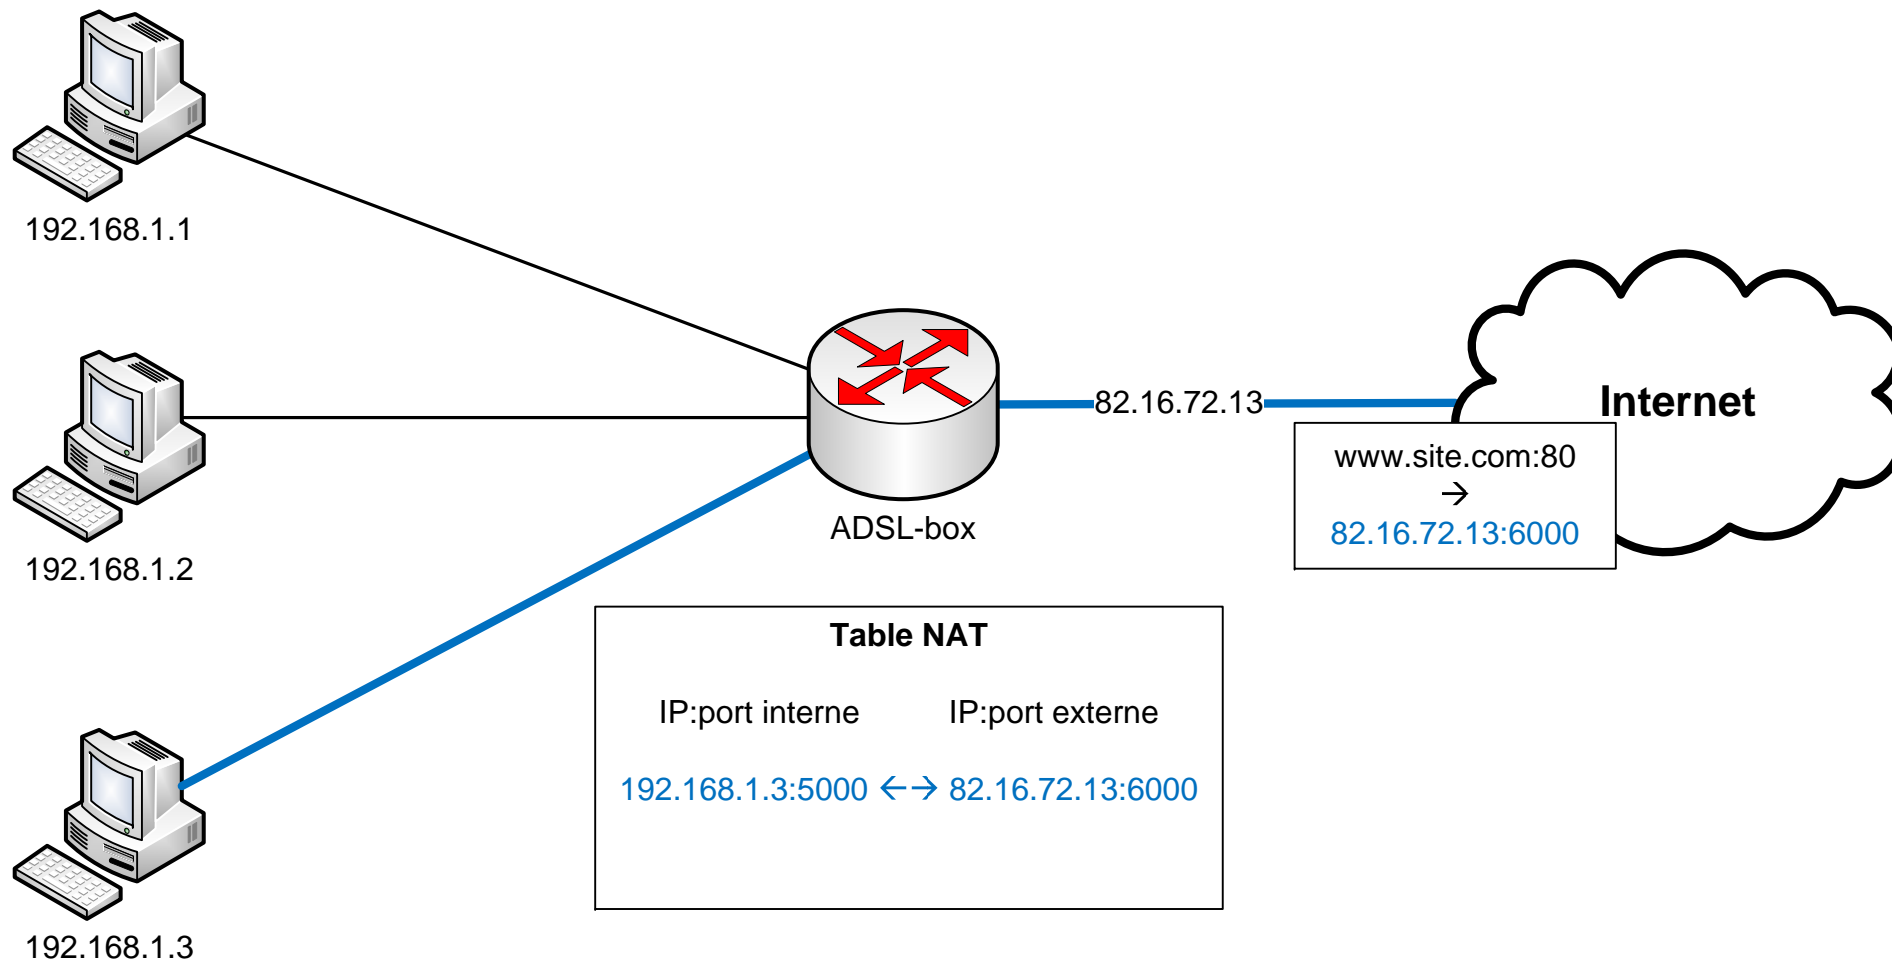 192.168.1.1
192.168.1.2
192.168.1.3
ADSL-box
82.16.72.13
Internet
www.site.com:80
→
82.16.72.13:6000
Table NAT
IP:port interne IP:port externe
192.168.1.3:5000 ←→ 82.16.72.13:6000